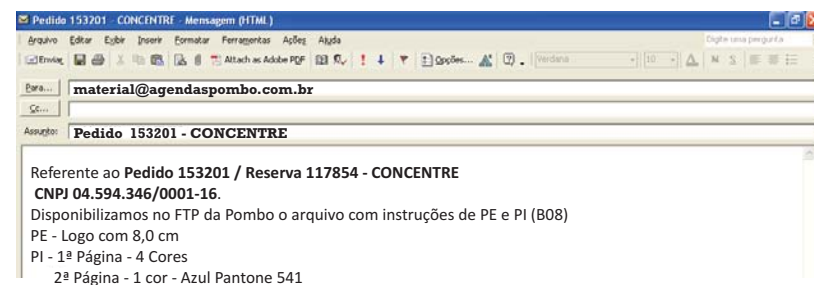 Pedido 153201 - CONCENTRE - Mensagem (HTML)
Arquivo Editar Exibir Inserir Formatar Ferramentas Ações Ajuda Digite uma pergunta
Enviar Attach as Adobe PDF Opções... Verdana 10 N S
Para... material@agendaspombo.com.br
Cc...
Assunto: Pedido 153201 - CONCENTRE
Referente ao Pedido 153201 / Reserva 117854 - CONCENTRE
CNPJ 04.594.346/0001-16.
Disponibilizamos no FTP da Pombo o arquivo com instruções de PE e PI (B08)
PE - Logo com 8,0 cm
PI - 1ª Página - 4 Cores
2ª Página - 1 cor - Azul Pantone 541